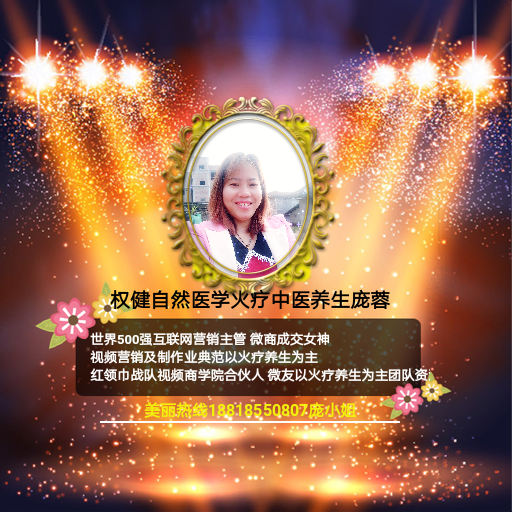 权健自然医学火疗中医养生庞蓉
世界500强互联网营销主管 微商成交女神
视频营销及制作业典范以火疗养生为主
红领巾战队视频商学院合伙人 微友以火疗养生为主团队资
美丽热线18818550807庞小姐